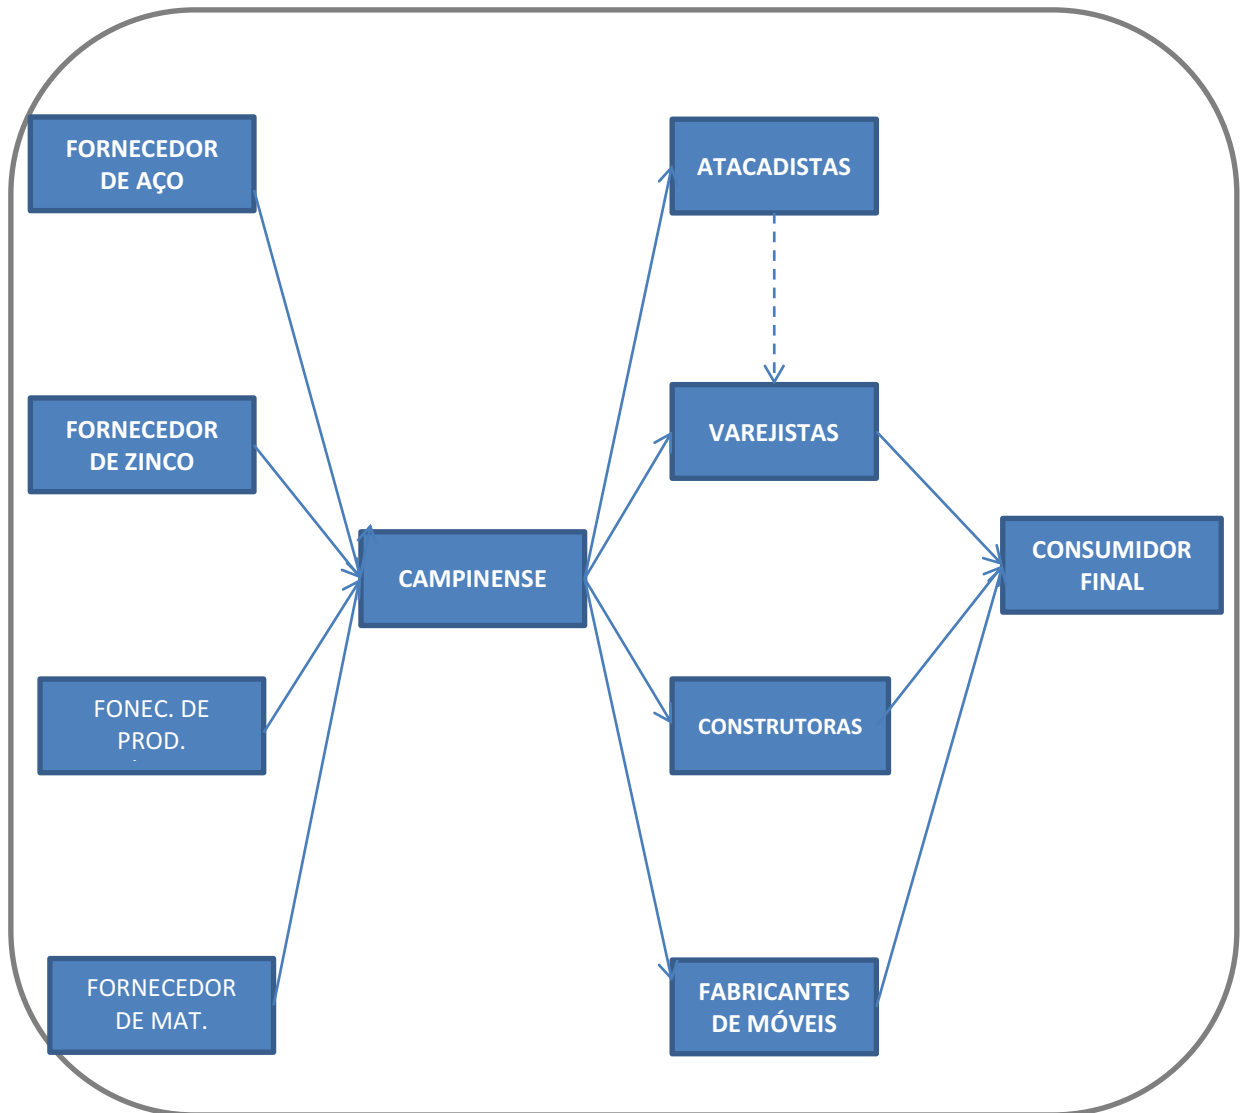 FORNECEDOR
DE AÇO
FORNECEDOR
DE ZINCO
FONEC. DE
PROD.
FORNECEDOR
DE MAT.
CAMPINENSE
ATACADISTAS
VAREJISTAS
CONSTRUTORAS
FABRICANTES
DE MÓVEIS
CONSUMIDOR
FINAL